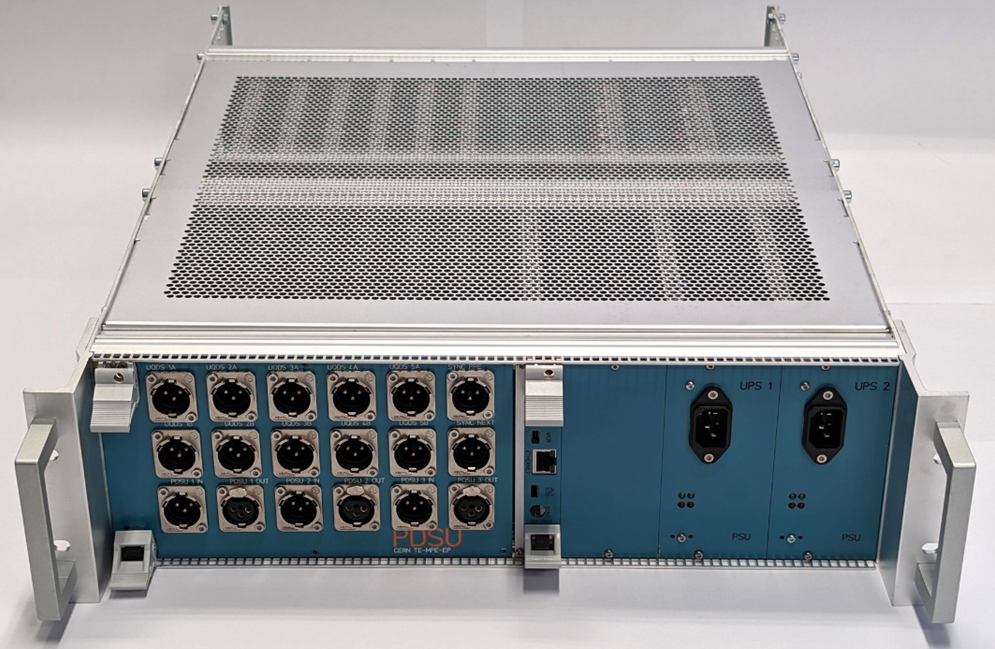 UQDS 1A UQDS 2A UQDS 3A UQDS 4A UQDS 5A SYNC PRE
UQDS 2B UQDS 3B UQDS 4B UQDS 5B SYNC NEXT
PDSU 1 IN PDSU 1 OUT PDSU 2 IN PDSU 2 OUT PDSU 3 IN PDSU 3 OUT
PDSU
CERN TE-MPE-EP
UPS 1
PSU
UPS 2
PSU